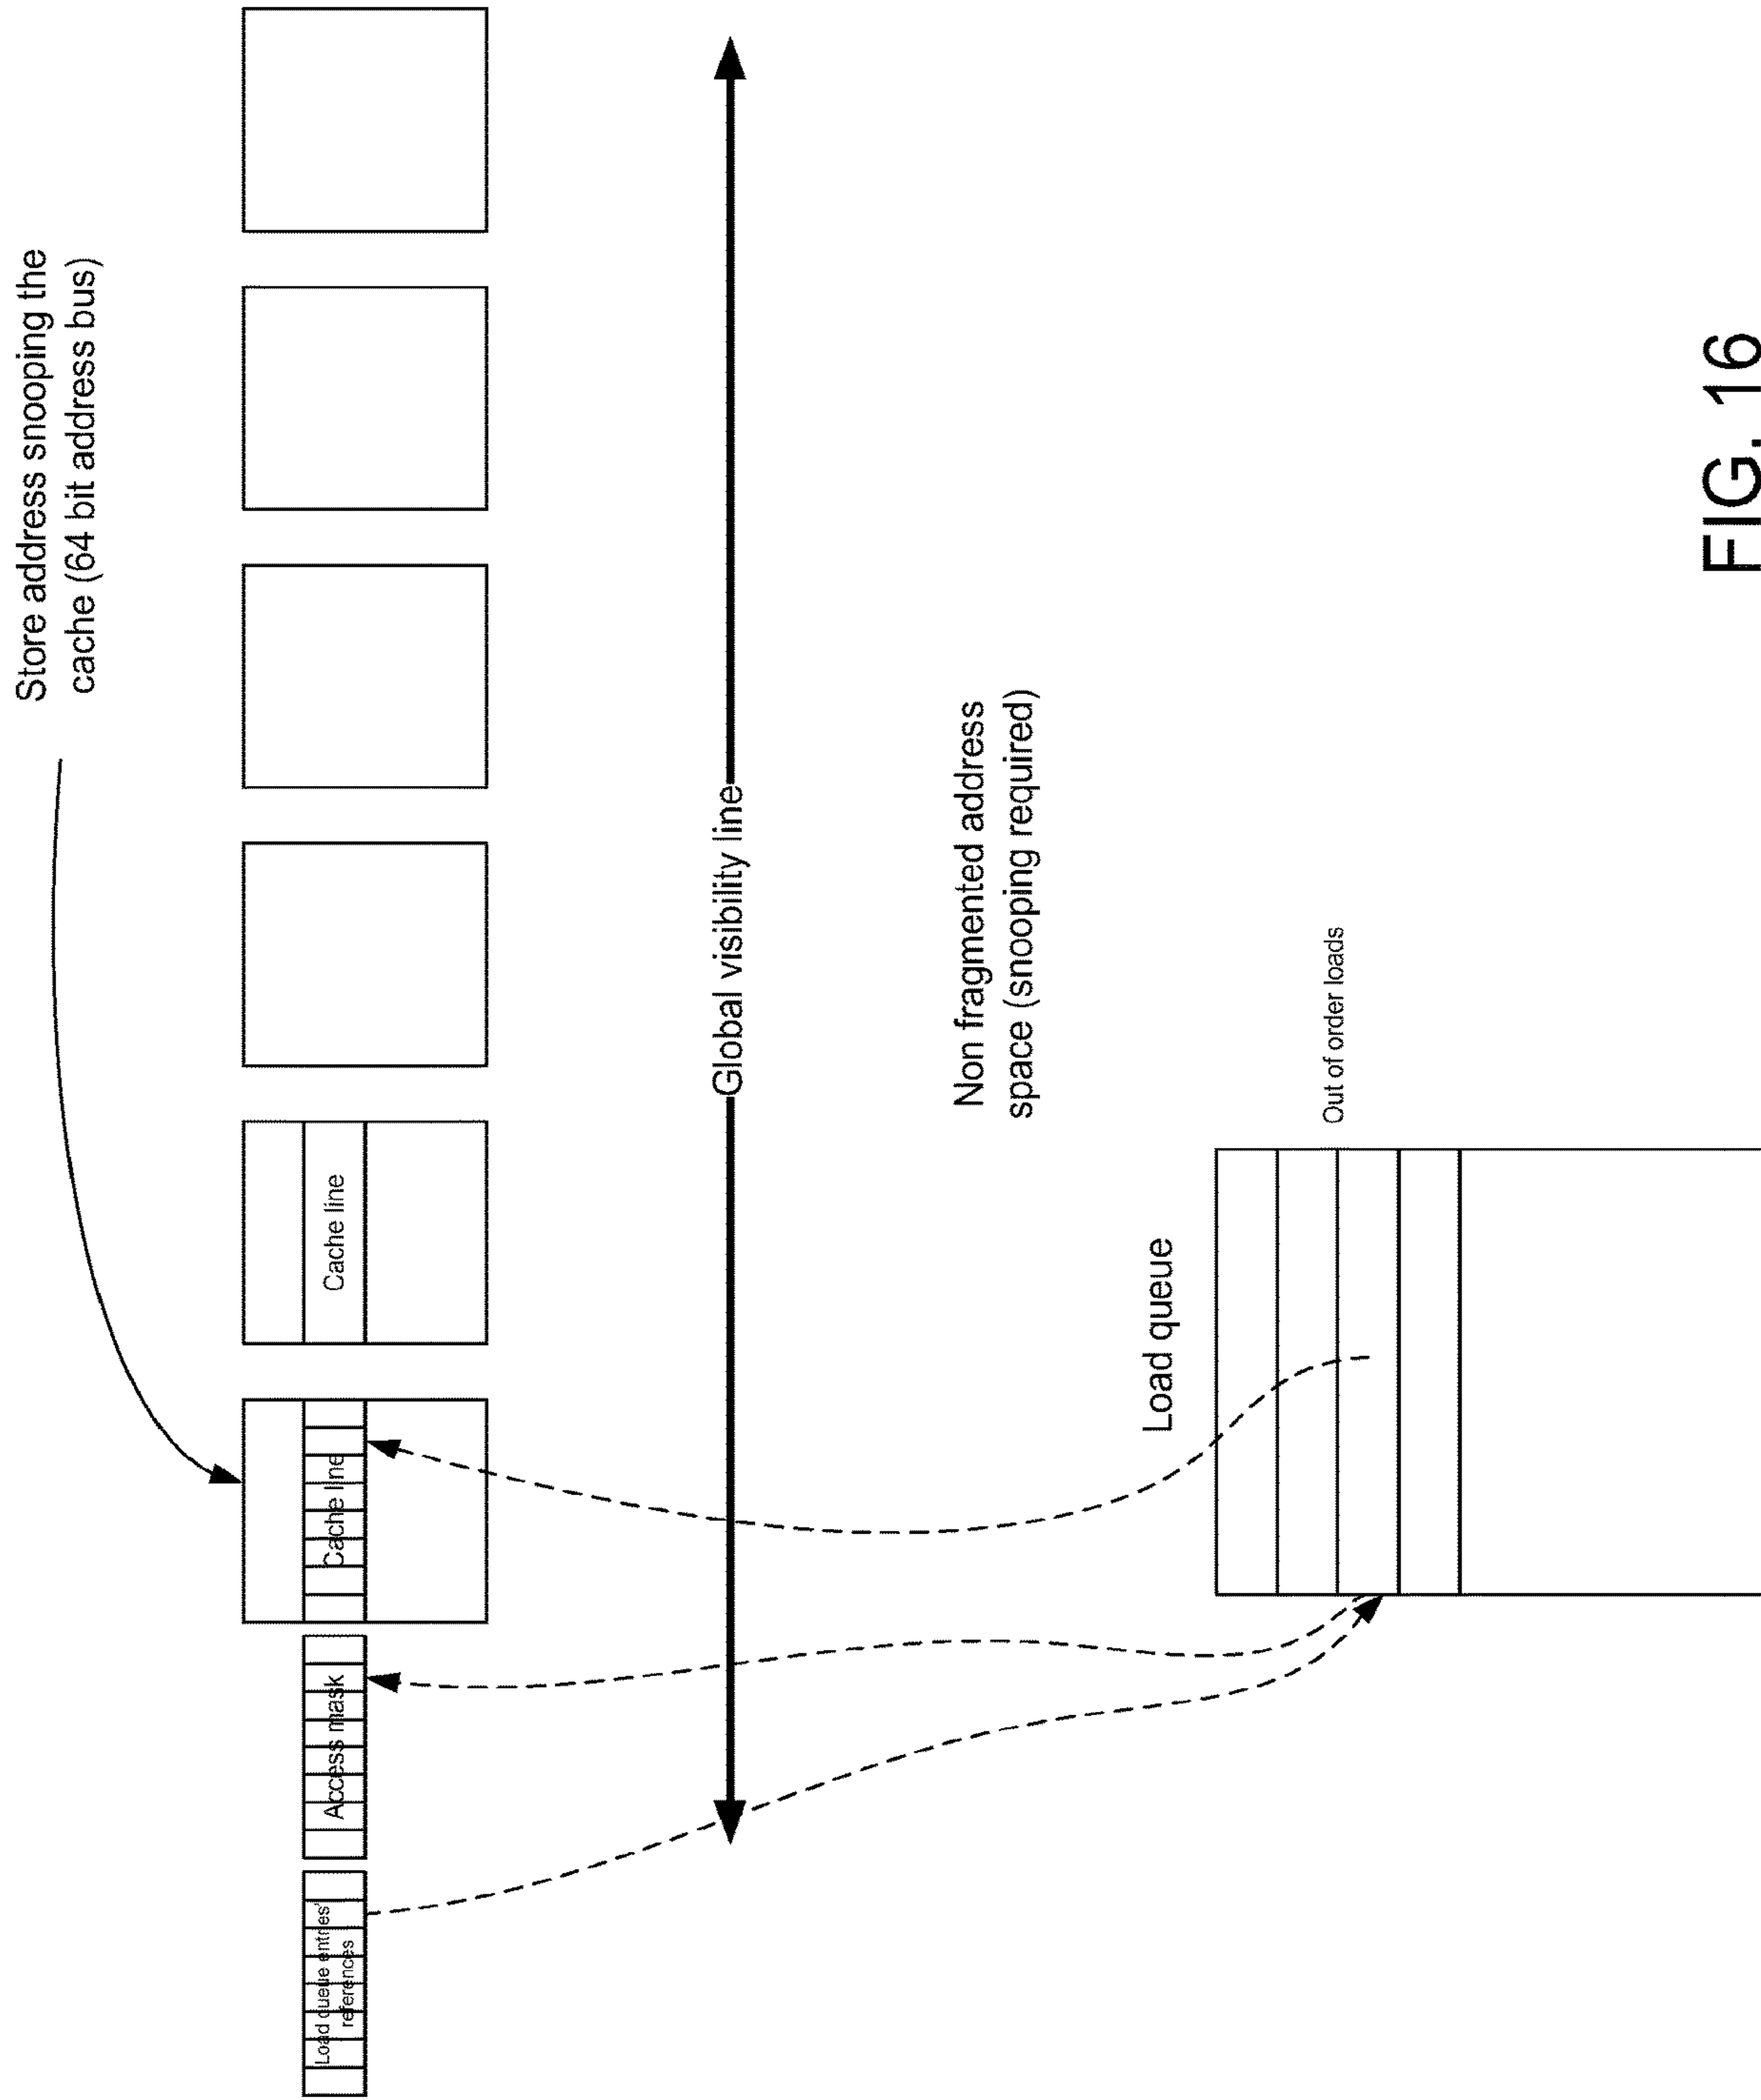 Store address snooping the
cache (64 bit address bus)
Load queue entries'
references
Access mask
Cache line
Cache line
Global visibility line
Non fragmented address
space (snooping required)
Load queue
Out of order loads
FIG. 16